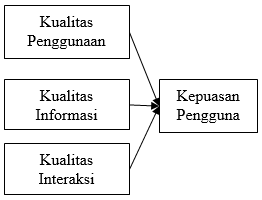 Kualitas
Penggunaan
Kualitas
Informasi
Kepuasan
Pengguna
Kualitas
Interaksi